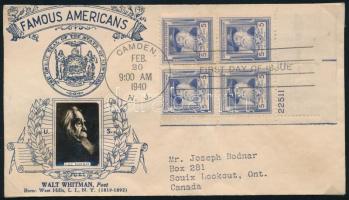 FAMOUS AMERICANS
CAMDEN,
FEB.
20
9:00 AM
1940
N. J.
FIRST DAY OF ISSUE
22511
U. S.
WALT WHITMAN, Poet
Born: West Hills, L. I., N. Y. (1819-1892)
Mr. Joseph Bodnar
Box 281
Souix Lookout, Ont.
Canada